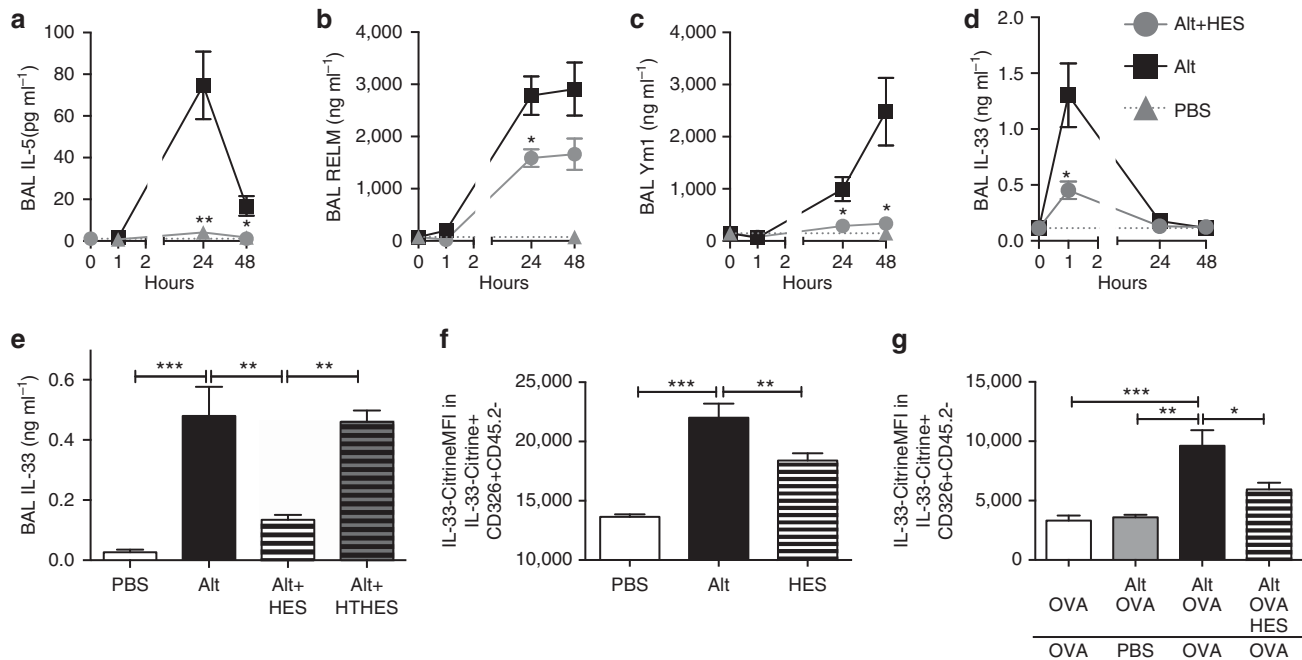 a
BAL IL-5(pg ml⁻¹)
100
80
60
40
20
0
0 1 2 24 48
Hours
**
*
b
BAL RELM (ng ml⁻¹)
4,000
3,000
2,000
1,000
0
0 1 2 24 48
Hours
*
c
BAL Ym1 (ng ml⁻¹)
4,000
3,000
2,000
1,000
0
0 1 2 24 48
Hours
* *
d
BAL IL-33 (ng ml⁻¹)
2.0
1.5
1.0
0.5
0.0
0 1 2 24 48
Hours
*
Alt+HES
Alt
PBS
e
BAL IL-33 (ng ml⁻¹)
0.6
0.4
0.2
0.0
*** ** **
PBS Alt Alt+ Alt+
HES HTHES
f
IL-33-CitrineMFI in
IL-33-Citrine+
CD326+CD45.2-
25,000
20,000
15,000
10,000
*** **
PBS Alt HES
g
IL-33-CitrineMFI in
IL-33-Citrine+
CD326+CD45.2-
15,000
10,000
5,000
0
***
** *
Alt Alt Alt
OVA OVA OVA OVA
HES
OVA PBS OVA OVA